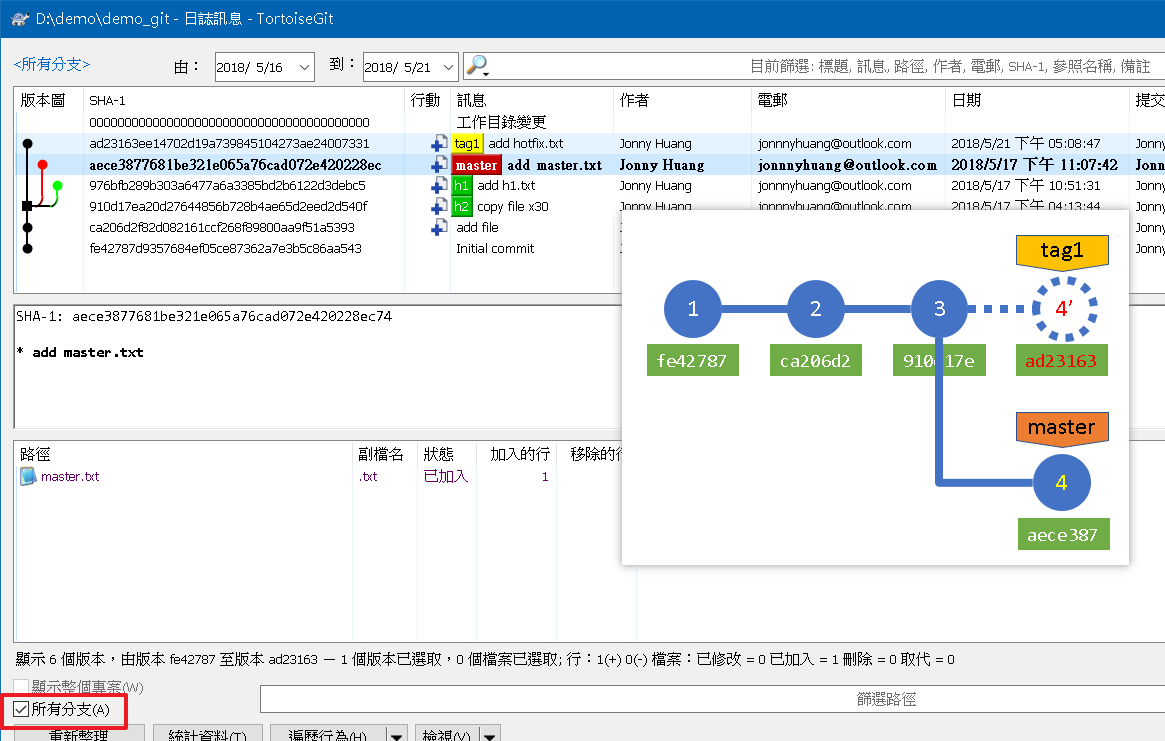 D:\demo\demo_git - 日誌訊息 - TortoiseGit
<所有分支> 由： 2018/ 5/16 到： 2018/ 5/21 目前篩選: 標題, 訊息, 路徑, 作者, 電郵, SHA-1, 參照名稱, 備註
版本圖 SHA-1 行動 訊息 作者 電郵 日期 提交
0000000000000000000000000000000000000000 工作目錄變更
ad23163ee14702d19a739845104273ae24007331 tag1 add hotfix.txt Jonny Huang jonnnyhuang@outlook.com 2018/5/21 下午 05:08:47 Jonny
aece3877681be321e065a76cad072e420228ec master add master.txt Jonny Huang jonnnyhuang@outlook.com 2018/5/17 下午 11:07:42 Jonn
976bfb289b303a6477a6a3385bd2b6122d3debc5 h1 add h1.txt Jonny Huang jonnnyhuang@outlook.com 2018/5/17 下午 10:51:31 Jonny
910d17ea20d27644856b728b4ae65d2eed2d540f h2 copy file x30 Jonny Huang jonnnyhuang@outlook.com 2018/5/17 下午 04:13:44 Jonny
ca206d2f82d082161ccf268f89800aa9f51a5393 add file Jonny
fe42787d9357684ef05ce87362a7e3b5c86aa543 Initial commit Jonny
tag1
1 2 3 4’
fe42787 ca206d2 910d17e ad23163
master
4
aece387
SHA-1: aece3877681be321e065a76cad072e420228ec74
* add master.txt
路徑 副檔名 狀態 加入的行 移除的行
master.txt .txt 已加入 1
顯示 6 個版本，由版本 fe42787 至版本 ad23163 — 1 個版本已選取，0 個檔案已選取; 行：1(+) 0(-) 檔案：已修改 = 0 已加入 = 1 刪除 = 0 取代 = 0
顯示整個專案(W)
所有分支(A) 篩選路徑
重新整理 統計資料(T) 遍歷行為(H) 檢視(V)